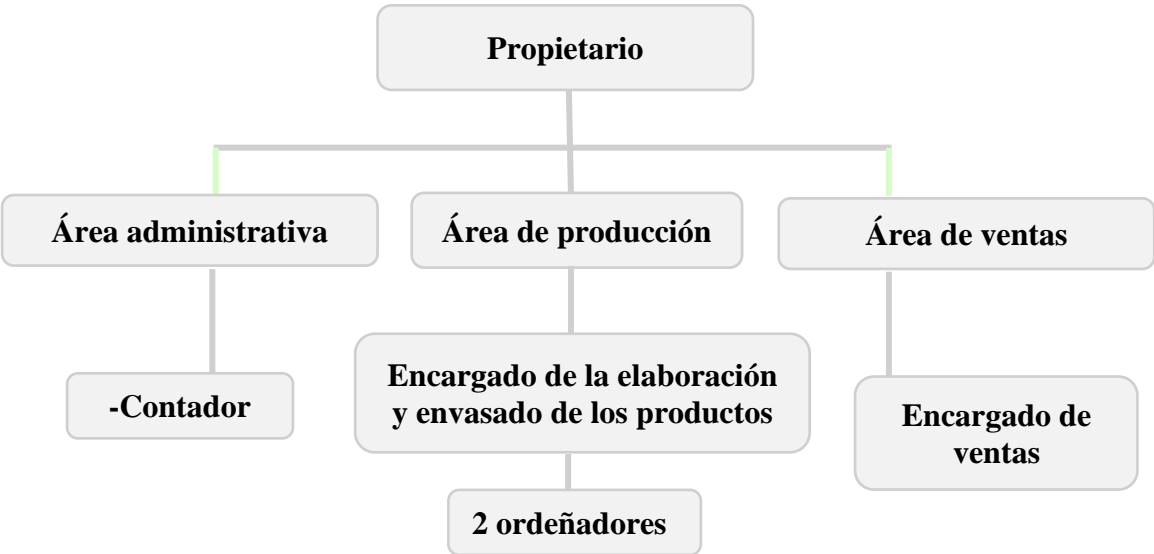 Propietario
Área administrativa
Área de producción
Área de ventas
-Contador
Encargado de la elaboración
y envasado de los productos
Encargado de
ventas
2 ordeñadores